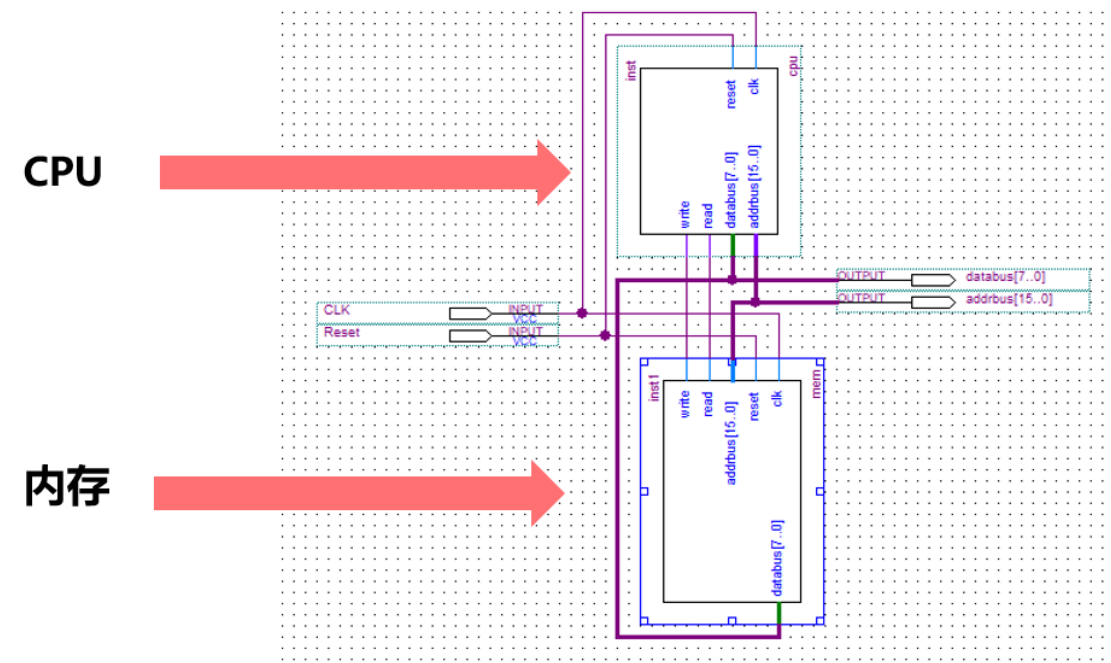 CPU
inst
cpu
reset
clk
write
read
databus[7..0]
addrbus[15..0]
OUTPUT
databus[7..0]
OUTPUT
addrbus[15..0]
CLK
INPUT
VCC
Reset
INPUT
VCC
内存
inst1
mem
write
read
addrbus[15..0]
reset
clk
databus[7..0]